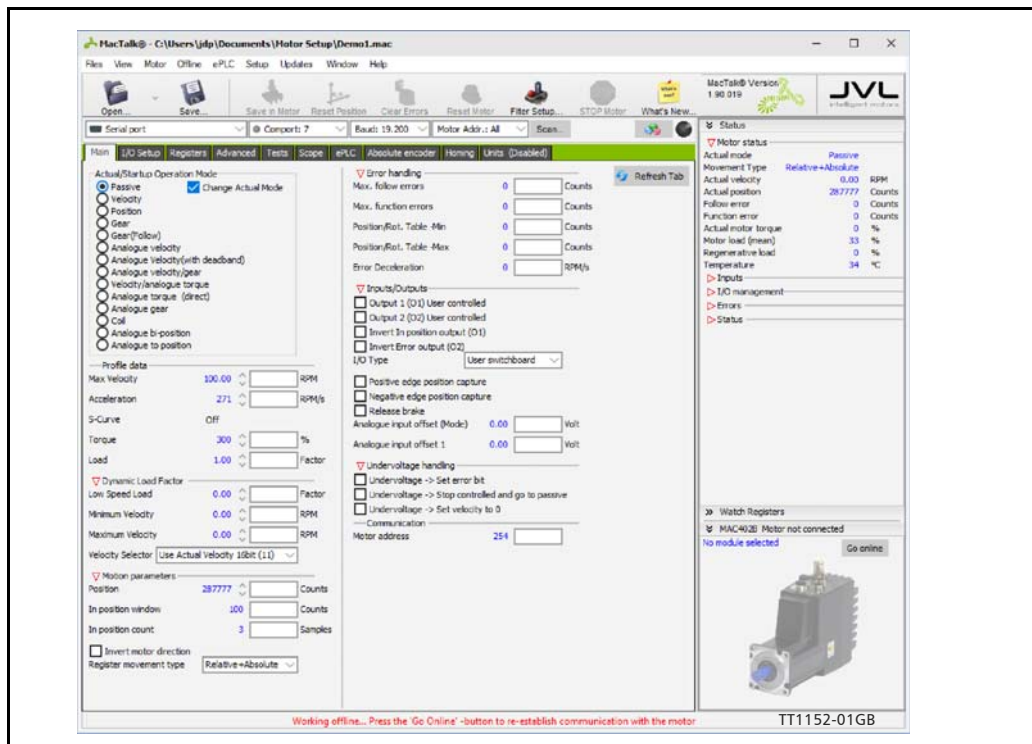 MacTalk® - C:\Users\jdp\Documents\Motor Setup\Demo1.mac
Files View Motor Offline ePLC Setup Updates Window Help
Open... Save... Save in Motor Reset Position Clear Errors Reset Motor Filter Setup... STOP Motor What's New...
MacTalk® Version
1.90.019
JVL
intelligent motors
Serial port Comport: 7 Baud: 19.200 Motor Addr.: All Scan..
Main I/O Setup Registers Advanced Tests Scope ePLC Absolute encoder Homing Units (Disabled)
Actual/Startup Operation Mode
Passive Change Actual Mode
Velocity
Position
Gear
Gear(Follow)
Analogue velocity
Analogue Velocity(with deadband)
Analogue velocity/gear
Velocity/analogue torque
Analogue torque (direct)
Analogue gear
Coil
Analogue bi-position
Analogue to position
Profile data
Max Velocity 100.00 RPM
Acceleration 271 RPM/s
S-Curve Off
Torque 300 %
Load 1.00 Factor
Dynamic Load Factor
Low Speed Load 0.00 Factor
Minimum Velocity 0.00 RPM
Maximum Velocity 0.00 RPM
Velocity Selector Use Actual Velocity 16bit (11)
Motion parameters
Position 287777 Counts
In position window 100 Counts
In position count 3 Samples
Invert motor direction
Register movement type Relative+Absolute
Error handling
Max. follow errors 0 Counts
Max. function errors 0 Counts
Position/Rot. Table -Min 0 Counts
Position/Rot. Table -Max 0 Counts
Error Deceleration 0 RPM/s
Refresh Tab
Inputs/Outputs
Output 1 (O1) User controlled
Output 2 (O2) User controlled
Invert In position output (O1)
Invert Error output (O2)
I/O Type User switchboard
Positive edge position capture
Negative edge position capture
Release brake
Analogue input offset (Mode) 0.00 Volt
Analogue input offset 1 0.00 Volt
Undervoltage handling
Undervoltage -> Set error bit
Undervoltage -> Stop controlled and go to passive
Undervoltage -> Set velocity to 0
Communication
Motor address 254
Status
Motor status
Actual mode Passive
Movement Type Relative+Absolute
Actual velocity 0.00 RPM
Actual position 287777 Counts
Follow error 0 Counts
Function error 0 Counts
Actual motor torque 0 %
Motor load (mean) 33 %
Regenerative load 0 %
Temperature 34 °C
Inputs
I/O management
Errors
Status
Watch Registers
MAC402B Motor not connected
No module selected
Go online
Working offline... Press the 'Go Online' -button to re-establish communication with the motor
TT1152-01GB